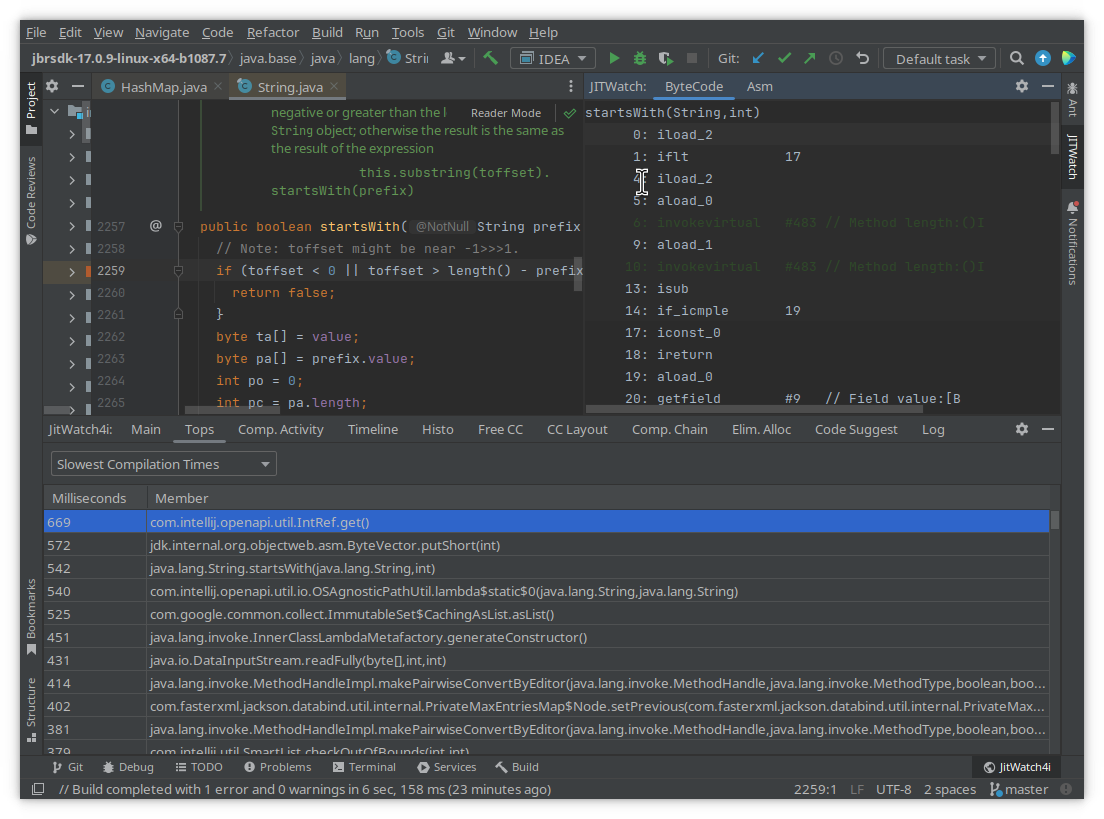 File Edit View Navigate Code Refactor Build Run Tools Git Window Help
jbrsdk-17.0.9-linux-x64-b1087.7 java.base java lang Stri IDEA Git: Default task
Project
HashMap.java String.java
JITWatch: ByteCode Asm
negative or greater than the l Reader Mode
String object; otherwise the result is the same as
the result of the expression
this.substring(toffset).
startsWith(prefix)
2257 @ public boolean startsWith( @NotNull String prefix
2258 // Note: toffset might be near -1>>>1.
2259 if (toffset < 0 || toffset > length() - prefix
2260 return false;
2261 }
2262 byte ta[] = value;
2263 byte pa[] = prefix.value;
2264 int po = 0;
2265 int pc = pa.length;
startsWith(String,int)
0: iload_2
1: iflt 17
4: iload_2
5: aload_0
6: invokevirtual #483 // Method length:()I
9: aload_1
10: invokevirtual #483 // Method length:()I
13: isub
14: if_icmple 19
17: iconst_0
18: ireturn
19: aload_0
20: getfield #9 // Field value:[B
Code Reviews
Ant
JITWatch
Notifications
JitWatch4i: Main Tops Comp. Activity Timeline Histo Free CC CC Layout Comp. Chain Elim. Alloc Code Suggest Log
Slowest Compilation Times
Milliseconds Member
669 com.intellij.openapi.util.IntRef.get()
572 jdk.internal.org.objectweb.asm.ByteVector.putShort(int)
542 java.lang.String.startsWith(java.lang.String,int)
540 com.intellij.openapi.util.io.OSAgnosticPathUtil.lambda$static$0(java.lang.String,java.lang.String)
525 com.google.common.collect.ImmutableSet$CachingAsList.asList()
451 java.lang.invoke.InnerClassLambdaMetafactory.generateConstructor()
431 java.io.DataInputStream.readFully(byte[],int,int)
414 java.lang.invoke.MethodHandleImpl.makePairwiseConvertByEditor(java.lang.invoke.MethodHandle,java.lang.invoke.MethodType,boolean,boo...
402 com.fasterxml.jackson.databind.util.internal.PrivateMaxEntriesMap$Node.setPrevious(com.fasterxml.jackson.databind.util.internal.PrivateMax...
381 java.lang.invoke.MethodHandleImpl.makePairwiseConvertByEditor(java.lang.invoke.MethodHandle,java.lang.invoke.MethodType,boolean,boo...
379 com.intellij.util.SmartList.checkOutOfBounds(int,int)
Bookmarks
Structure
Git Debug TODO Problems Terminal Services Build JitWatch4i
// Build completed with 1 error and 0 warnings in 6 sec, 158 ms (23 minutes ago) 2259:1 LF UTF-8 2 spaces master